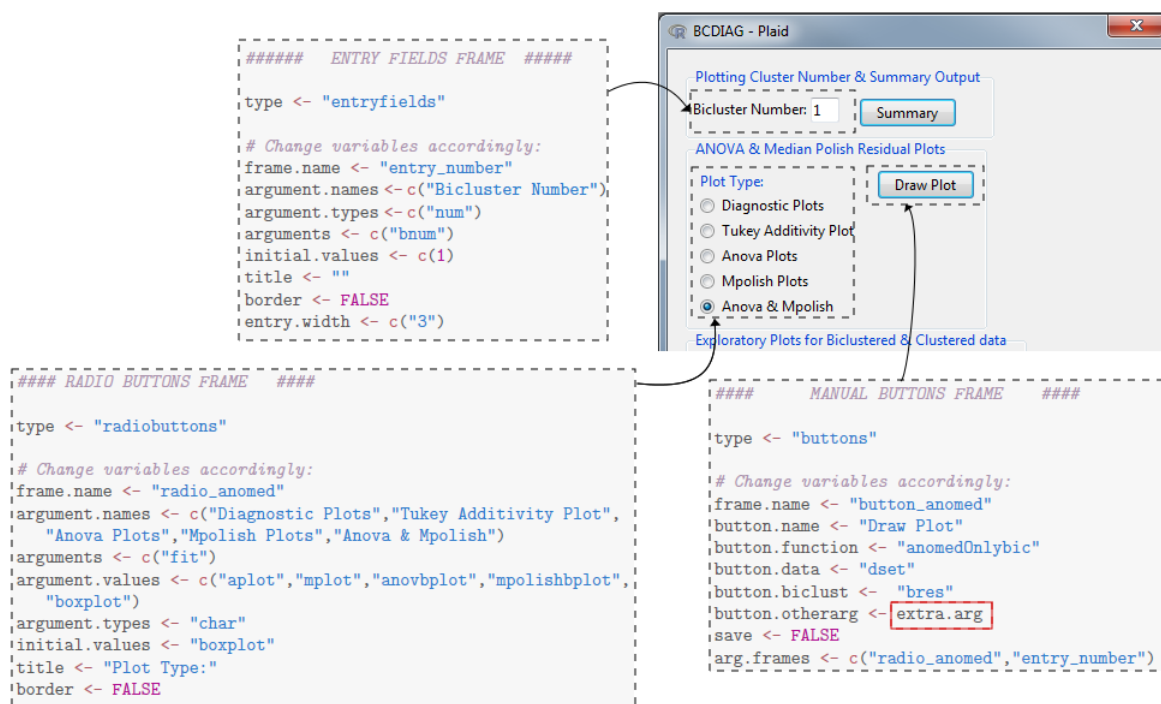 ###### ENTRY FIELDS FRAME #####
type <- "entryfields"
# Change variables accordingly:
frame.name <- "entry_number"
argument.names <- c("Bicluster Number")
argument.types <- c("num")
arguments <- c("bnum")
initial.values <- c(1)
title <- ""
border <- FALSE
entry.width <- c("3")
BCDIAG - Plaid
Plotting Cluster Number & Summary Output
Bicluster Number: 1 Summary
ANOVA & Median Polish Residual Plots
Plot Type: Draw Plot
Diagnostic Plots
Tukey Additivity Plot
Anova Plots
Mpolish Plots
Anova & Mpolish
Exploratory Plots for Biclustered & Clustered data
#### RADIO BUTTONS FRAME ####
type <- "radiobuttons"
# Change variables accordingly:
frame.name <- "radio_anomed"
argument.names <- c("Diagnostic Plots","Tukey Additivity Plot",
"Anova Plots","Mpolish Plots","Anova & Mpolish")
arguments <- c("fit")
argument.values <- c("aplot","mplot","anovbplot","mpolishbplot",
"boxplot")
argument.types <- "char"
initial.values <- "boxplot"
title <- "Plot Type:"
border <- FALSE
#### MANUAL BUTTONS FRAME ####
type <- "buttons"
# Change variables accordingly:
frame.name <- "button_anomed"
button.name <- "Draw Plot"
button.function <- "anomedOnlybic"
button.data <- "dset"
button.biclust <- "bres"
button.otherarg <- extra.arg
save <- FALSE
arg.frames <- c("radio_anomed","entry_number")